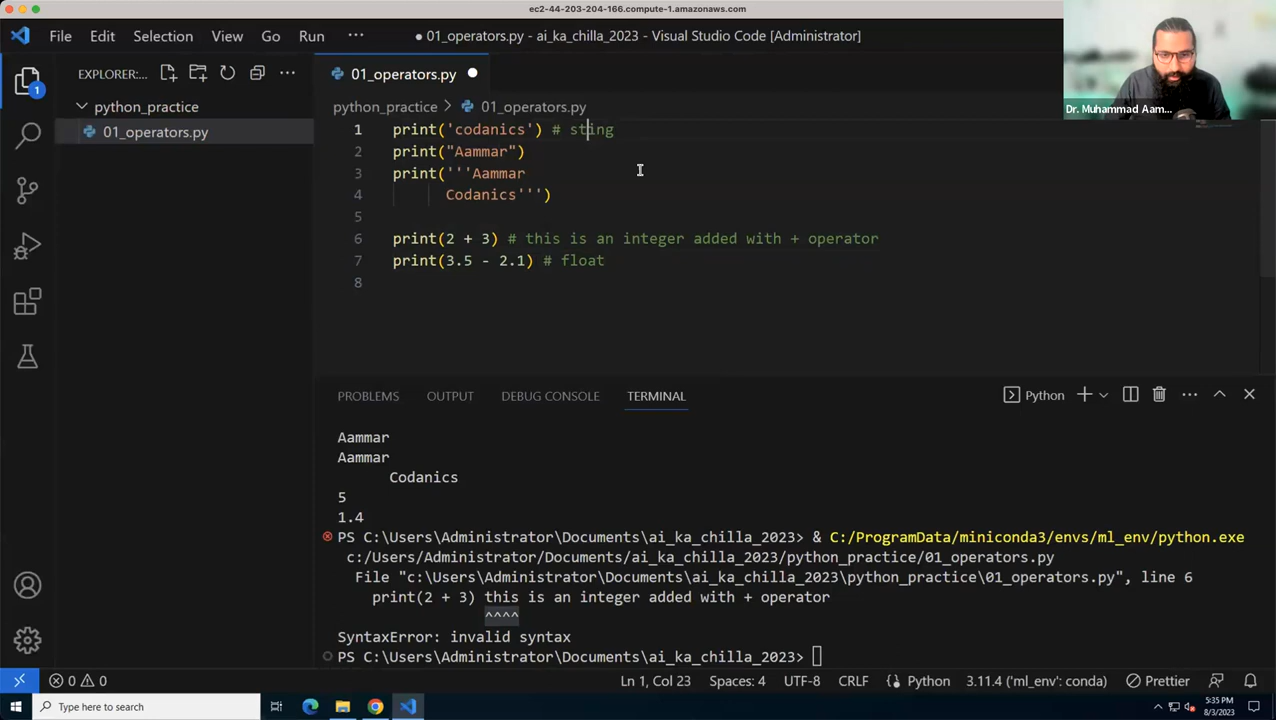 ec2-44-203-204-166.compute-1.amazonaws.com
File Edit Selection View Go Run ··· ● 01_operators.py - ai_ka_chilla_2023 - Visual Studio Code [Administrator]
EXPLORER:... ···
01_operators.py
1
python_practice
01_operators.py
python_practice > 01_operators.py
Dr. Muhammad Aam...
1 print('codanics') # sting
2 print("Aammar")
3 print('''Aammar
4 Codanics''')
5
6 print(2 + 3) # this is an integer added with + operator
7 print(3.5 - 2.1) # float
8
PROBLEMS OUTPUT DEBUG CONSOLE TERMINAL Python
Aammar
Aammar
Codanics
5
1.4
PS C:\Users\Administrator\Documents\ai_ka_chilla_2023> & C:/ProgramData/miniconda3/envs/ml_env/python.exe
c:/Users/Administrator/Documents/ai_ka_chilla_2023/python_practice/01_operators.py
File "c:\Users\Administrator\Documents\ai_ka_chilla_2023\python_practice\01_operators.py", line 6
print(2 + 3) this is an integer added with + operator
^^^^
SyntaxError: invalid syntax
PS C:\Users\Administrator\Documents\ai_ka_chilla_2023>
0 0 Ln 1, Col 23 Spaces: 4 UTF-8 CRLF Python 3.11.4 ('ml_env': conda) Prettier
Type here to search
5:35 PM
8/3/2023